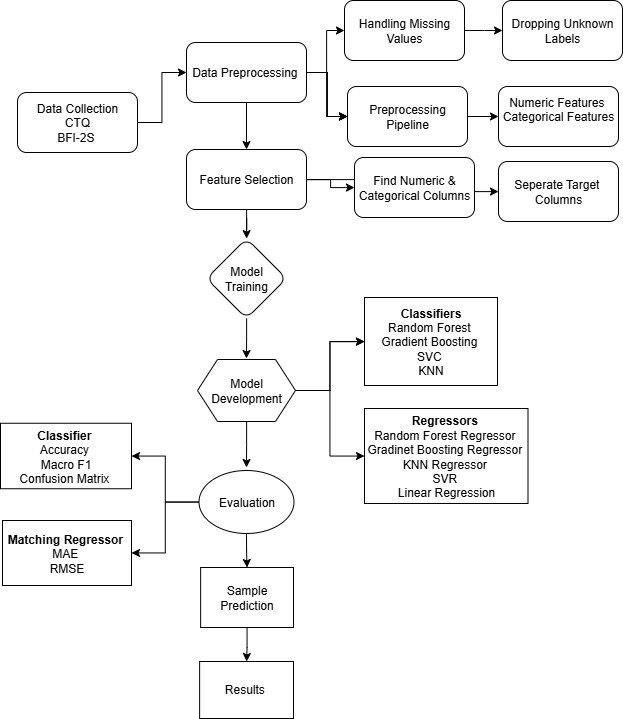 Handling Missing
Values
Dropping Unknown
Labels
Data Preprocessing
Data Collection
CTQ
BFI-2S
Preprocessing
Pipeline
Numeric Features
Categorical Features
Feature Selection
Find Numeric &
Categorical Columns
Seperate Target
Columns
Model
Training
Classifiers
Random Forest
Gradient Boosting
SVC
KNN
Model
Development
Regressors
Random Forest Regressor
Gradinet Boosting Regressor
KNN Regressor
SVR
Linear Regression
Classifier
Accuracy
Macro F1
Confusion Matrix
Evaluation
Matching Regressor
MAE
RMSE
Sample
Prediction
Results